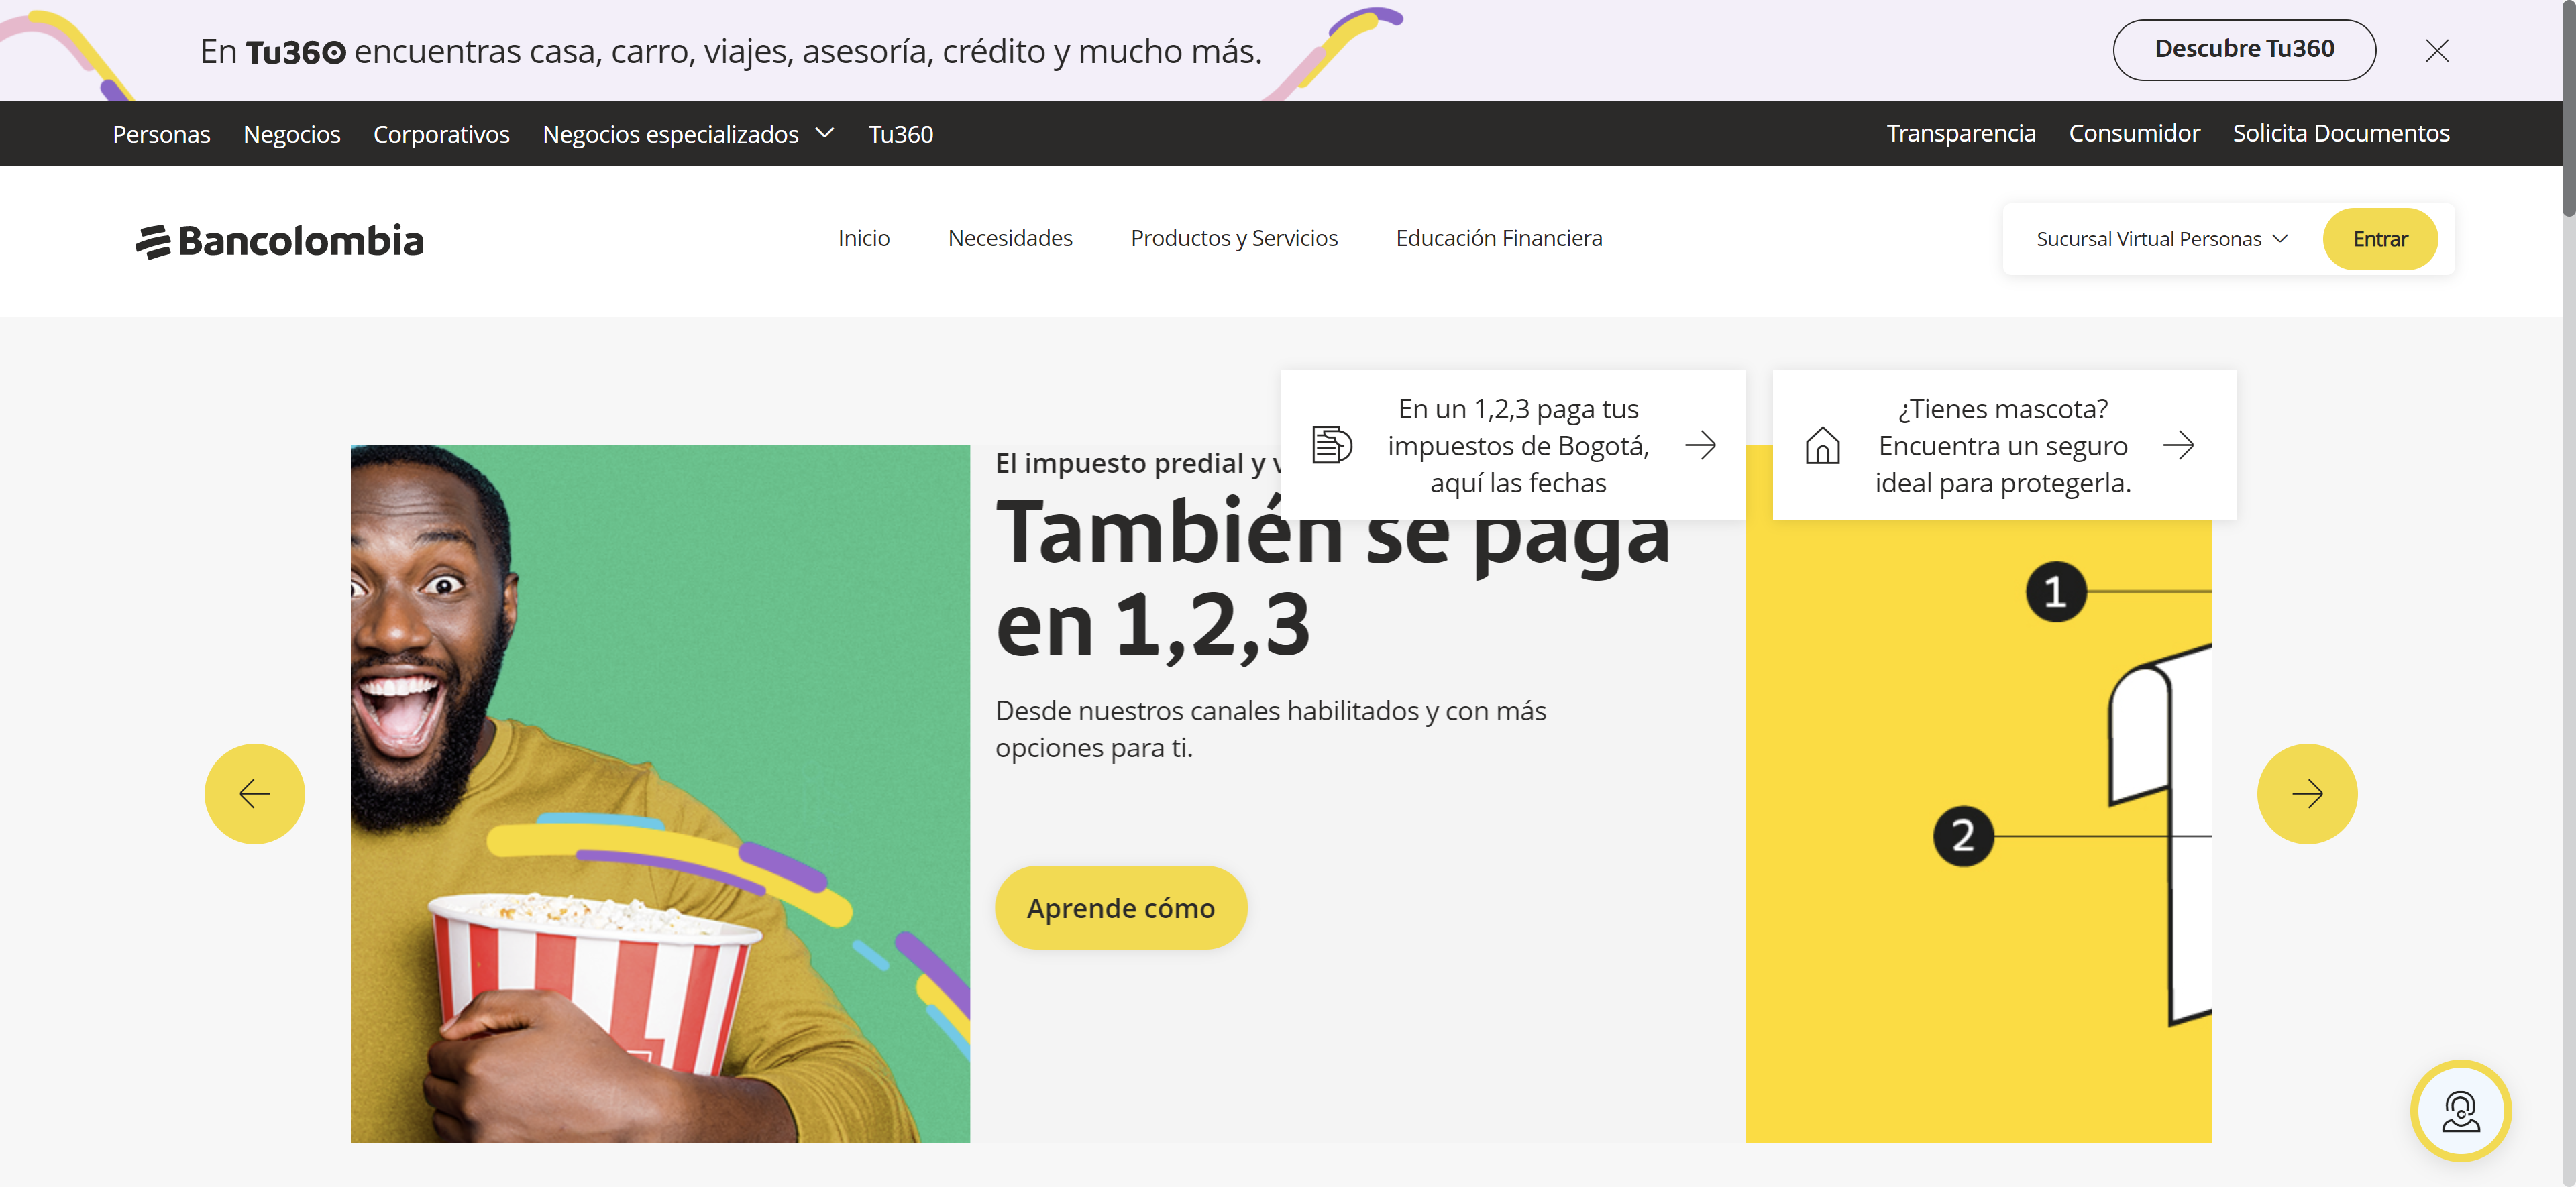 En Tu360 encuentras casa, carro, viajes, asesoría, crédito y mucho más.
Descubre Tu360
Personas Negocios Corporativos Negocios especializados Tu360
Transparencia Consumidor Solicita Documentos
Bancolombia
Inicio Necesidades Productos y Servicios Educación Financiera
Sucursal Virtual Personas
Entrar
En un 1,2,3 paga tus
impuestos de Bogotá,
aquí las fechas
¿Tienes mascota?
Encuentra un seguro
ideal para protegerla.
El impuesto predial y
También se paga
en 1,2,3
Desde nuestros canales habilitados y con más
opciones para ti.
Aprende cómo
1
2